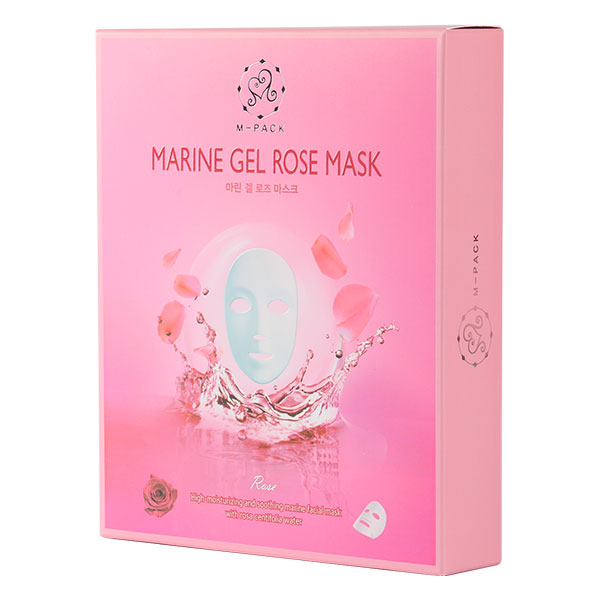 M-PACK
MARINE GEL ROSE MASK
마린 겔 로즈 마스크
Rose
High moisturizing and soothing marine facial mask
with rosa centifolia water
M-PACK